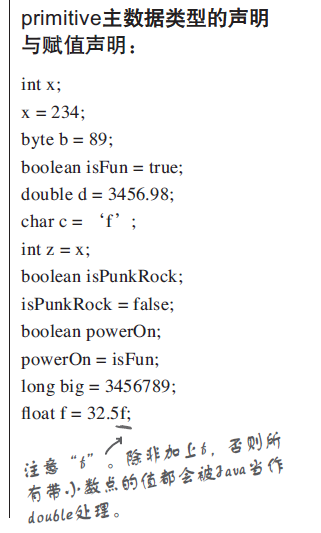 primitive主数据类型的声明
与赋值声明：
int x;
x = 234;
byte b = 89;
boolean isFun = true;
double d = 3456.98;
char c = ‘f’;
int z = x;
boolean isPunkRock;
isPunkRock = false;
boolean powerOn;
powerOn = isFun;
long big = 3456789;
float f = 32.5f;
注意“f”。除非加上f，否则所
有带小数点的值都会被Java当作
double处理。